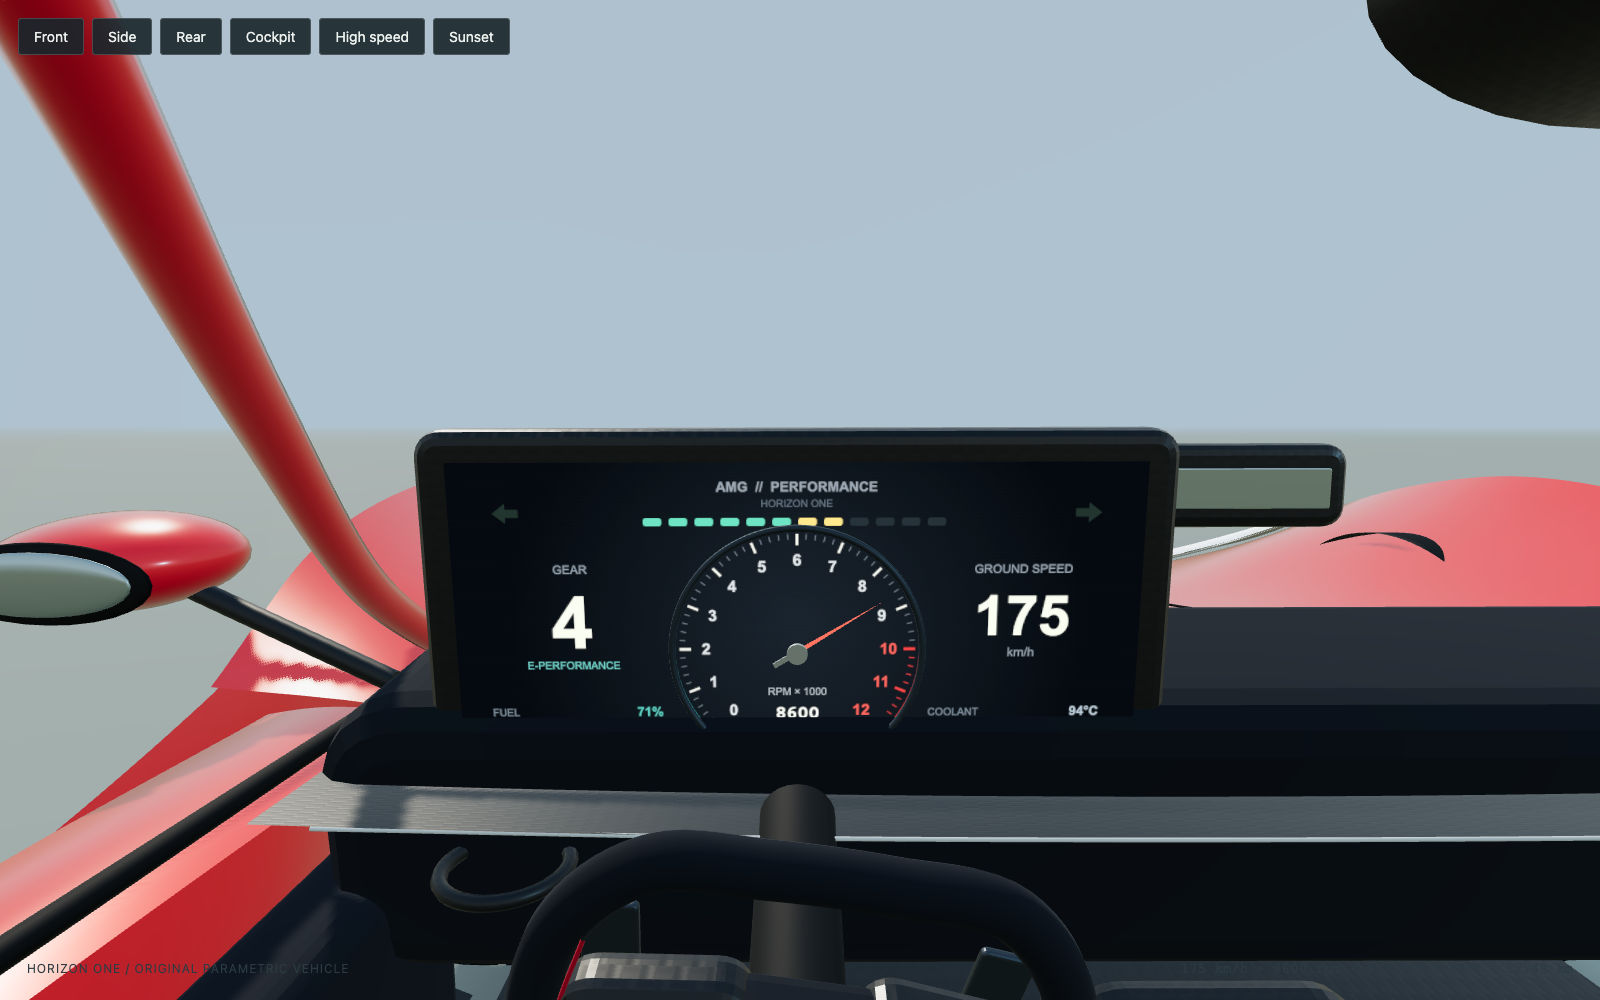 Front Side Rear Cockpit High speed Sunset
AMG // PERFORMANCE
HORIZON ONE
GEAR
4
E-PERFORMANCE
GROUND SPEED
175
km/h
0 1 2 3 4 5 6 7 8 9 10 11 12
RPM × 1000
8600
FUEL 71%
COOLANT 94°C
HORIZON ONE / ORIGINAL PARAMETRIC VEHICLE